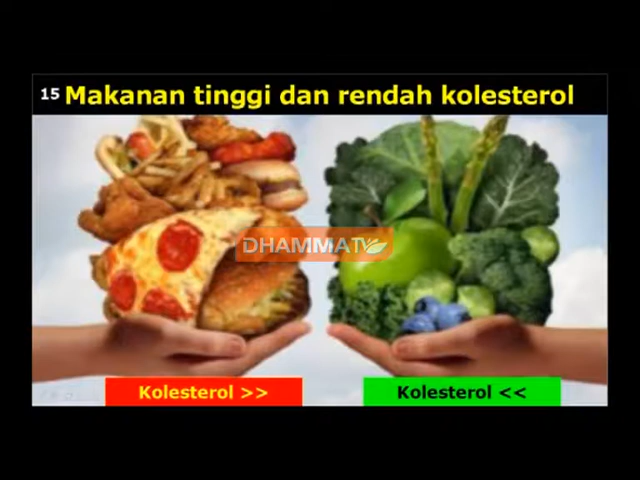 15 Makanan tinggi dan rendah kolesterol
DHAMMATV
Kolesterol >>
Kolesterol <<